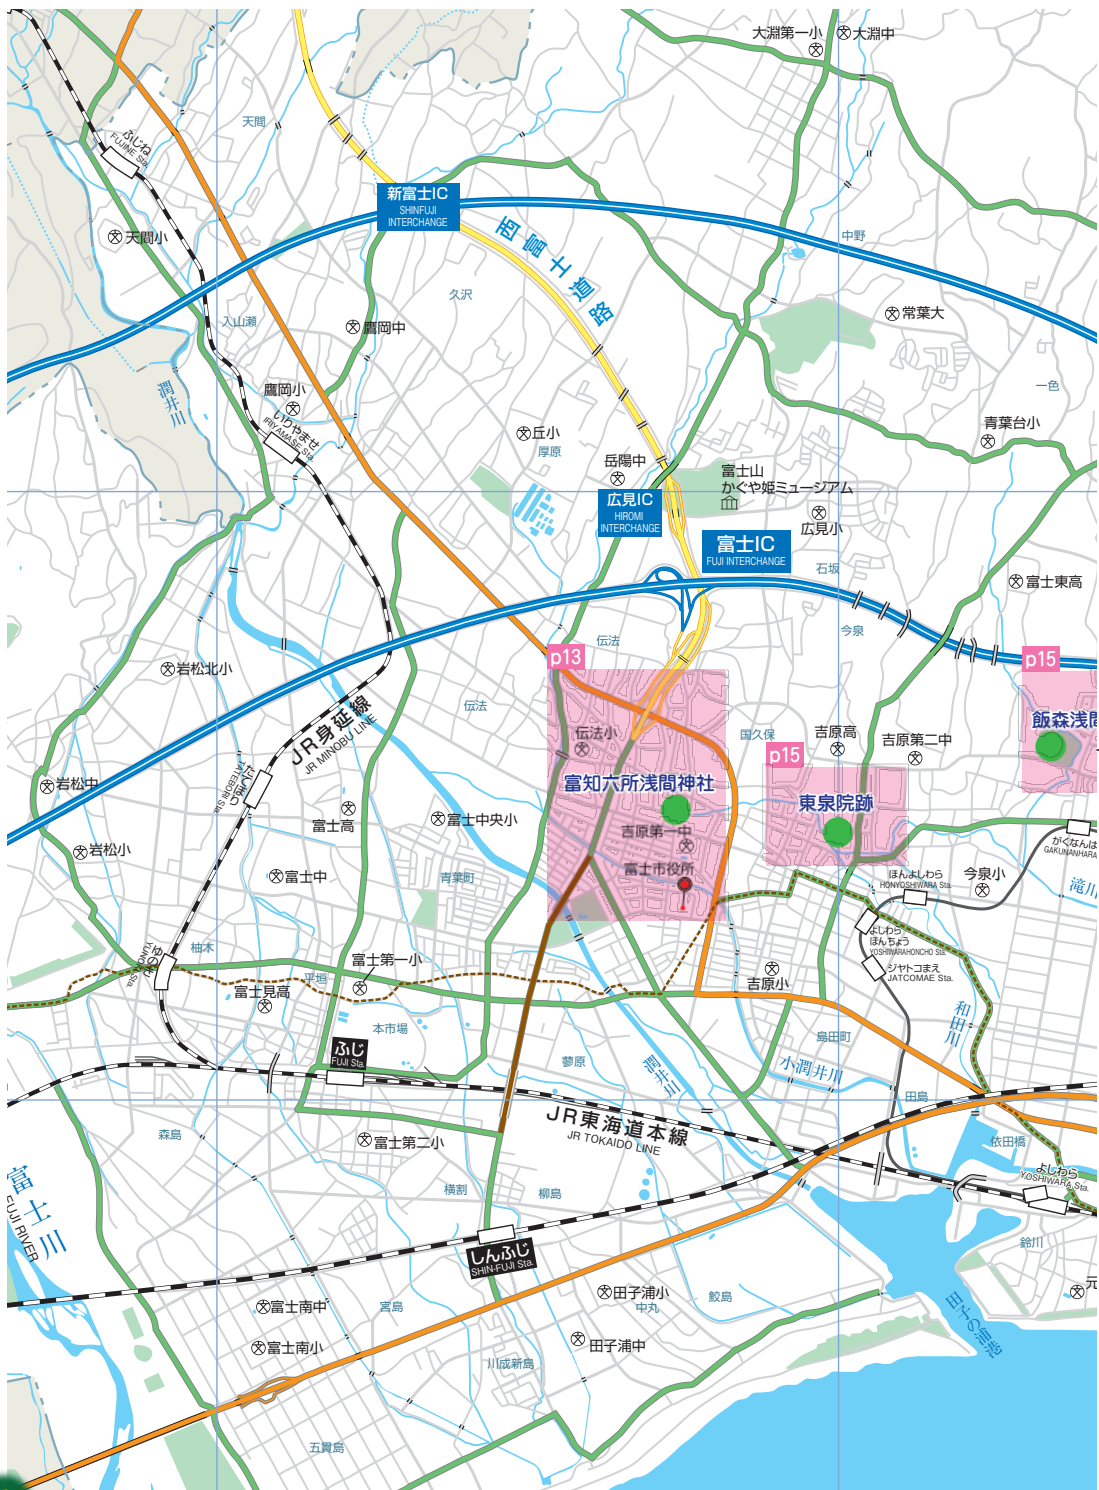 大淵第一小
大淵中
天間
ふじね
FUJINE Sta.
新富士IC
SHINFUJI
INTERCHANGE
西富士道路
中野
天間小
久沢
入山瀬
鷹岡中
常葉大
潤井川
鷹岡小
一色
いりやませ
IRIYAMASE Sta.
丘小
厚原
青葉台小
岳陽中
富士山
かぐや姫ミュージアム
広見IC
HIROMI
INTERCHANGE
広見小
富士IC
FUJI INTERCHANGE
石坂
富士東高
今泉
伝法
p13
p15
岩松北小
JR身延線
JR MINOBU LINE
伝法
伝法小
国久保
吉原高
吉原第二中
飯森浅間
p15
岩松中
TATEBORI Sta.
富士高
富士中央小
富知六所浅間神社
東泉院跡
吉原第一中
岩松小
富士中
青葉町
富士市役所
がくなんは
GAKUNANHARA
ほんよしわら
HONYOSHIWARA Sta.
今泉小
滝川
よしわら
ほんちょう
YOSHIWARAHONCHO Sta.
ジヤトコまえ
JATCOMAE Sta.
柚木
ゆのき
YUNOKI Sta.
富士第一小
平垣
富士見高
吉原小
和田川
本市場
島田町
ふじ
FUJI Sta.
蓼原
潤井川
小潤井川
田島
JR東海道本線
JR TOKAIDO LINE
森島
富士第二小
依田橋
よしわら
YOSHIWARA Sta.
富士川
FUJI RIVER
横割
柳島
しんふじ
SHIN-FUJI Sta.
鈴川
富士南中
宮島
田子浦小
中丸
鮫島
元
田子の浦港
富士南小
川成新島
田子浦中
五貫島